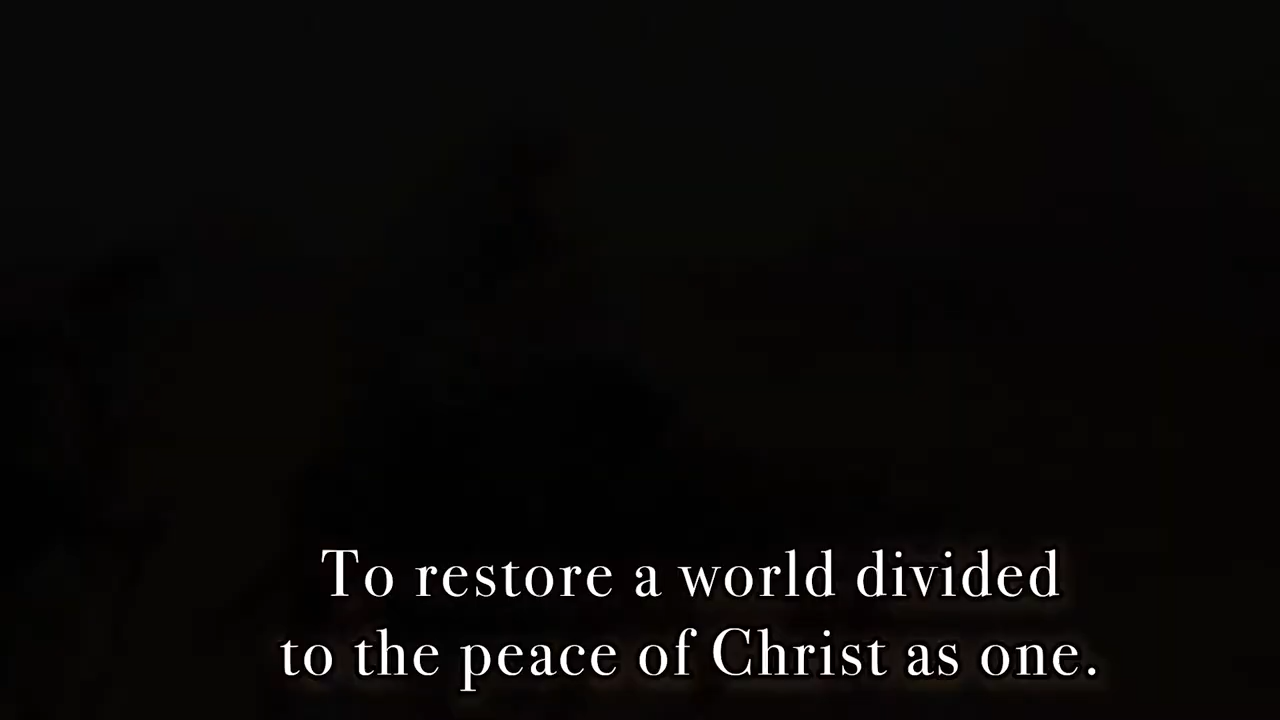 To restore a world divided
to the peace of Christ as one.